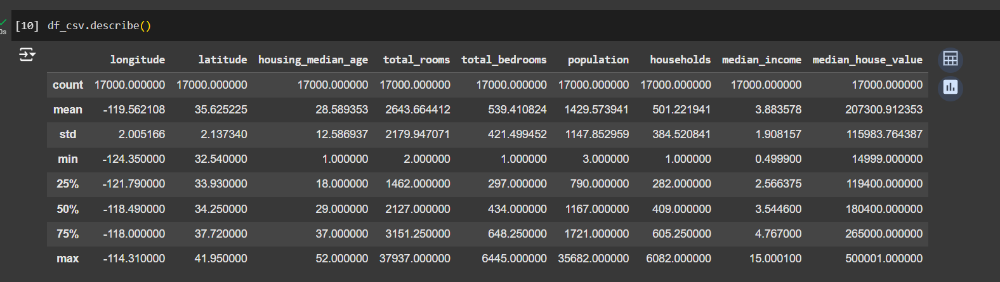 [10] df_csv.describe()
0s
longitude latitude housing_median_age total_rooms total_bedrooms population households median_income median_house_value
count 17000.000000 17000.000000 17000.000000 17000.000000 17000.000000 17000.000000 17000.000000 17000.000000 17000.000000
mean -119.562108 35.625225 28.589353 2643.664412 539.410824 1429.573941 501.221941 3.883578 207300.912353
std 2.005166 2.137340 12.586937 2179.947071 421.499452 1147.852959 384.520841 1.908157 115983.764387
min -124.350000 32.540000 1.000000 2.000000 1.000000 3.000000 1.000000 0.499900 14999.000000
25% -121.790000 33.930000 18.000000 1462.000000 297.000000 790.000000 282.000000 2.566375 119400.000000
50% -118.490000 34.250000 29.000000 2127.000000 434.000000 1167.000000 409.000000 3.544600 180400.000000
75% -118.000000 37.720000 37.000000 3151.250000 648.250000 1721.000000 605.250000 4.767000 265000.000000
max -114.310000 41.950000 52.000000 37937.000000 6445.000000 35682.000000 6082.000000 15.000100 500001.000000